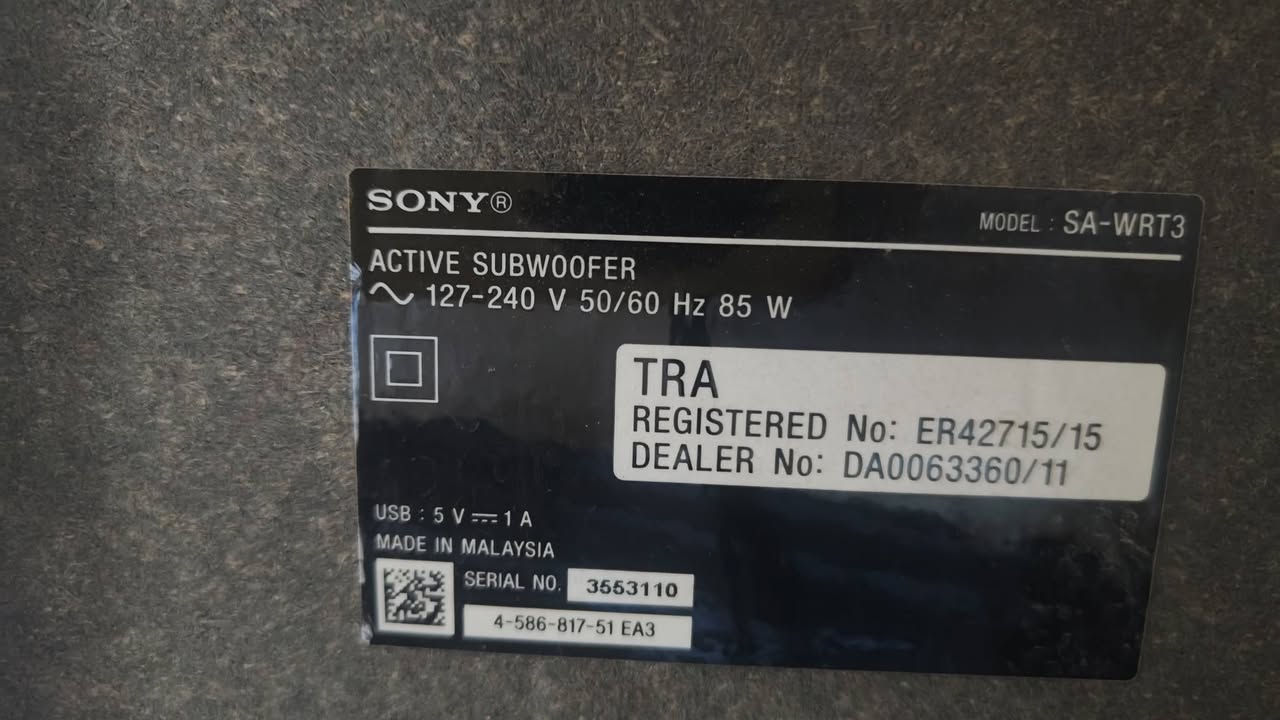 SONY®
MODEL : SA-WRT3
ACTIVE SUBWOOFER
~ 127-240 V 50/60 Hz 85 W
TRA
REGISTERED No: ER42715/15
DEALER No: DA0063360/11
USB : 5 V ⎓ 1 A
MADE IN MALAYSIA
SERIAL NO. 3553110
4-586-817-51 EA3